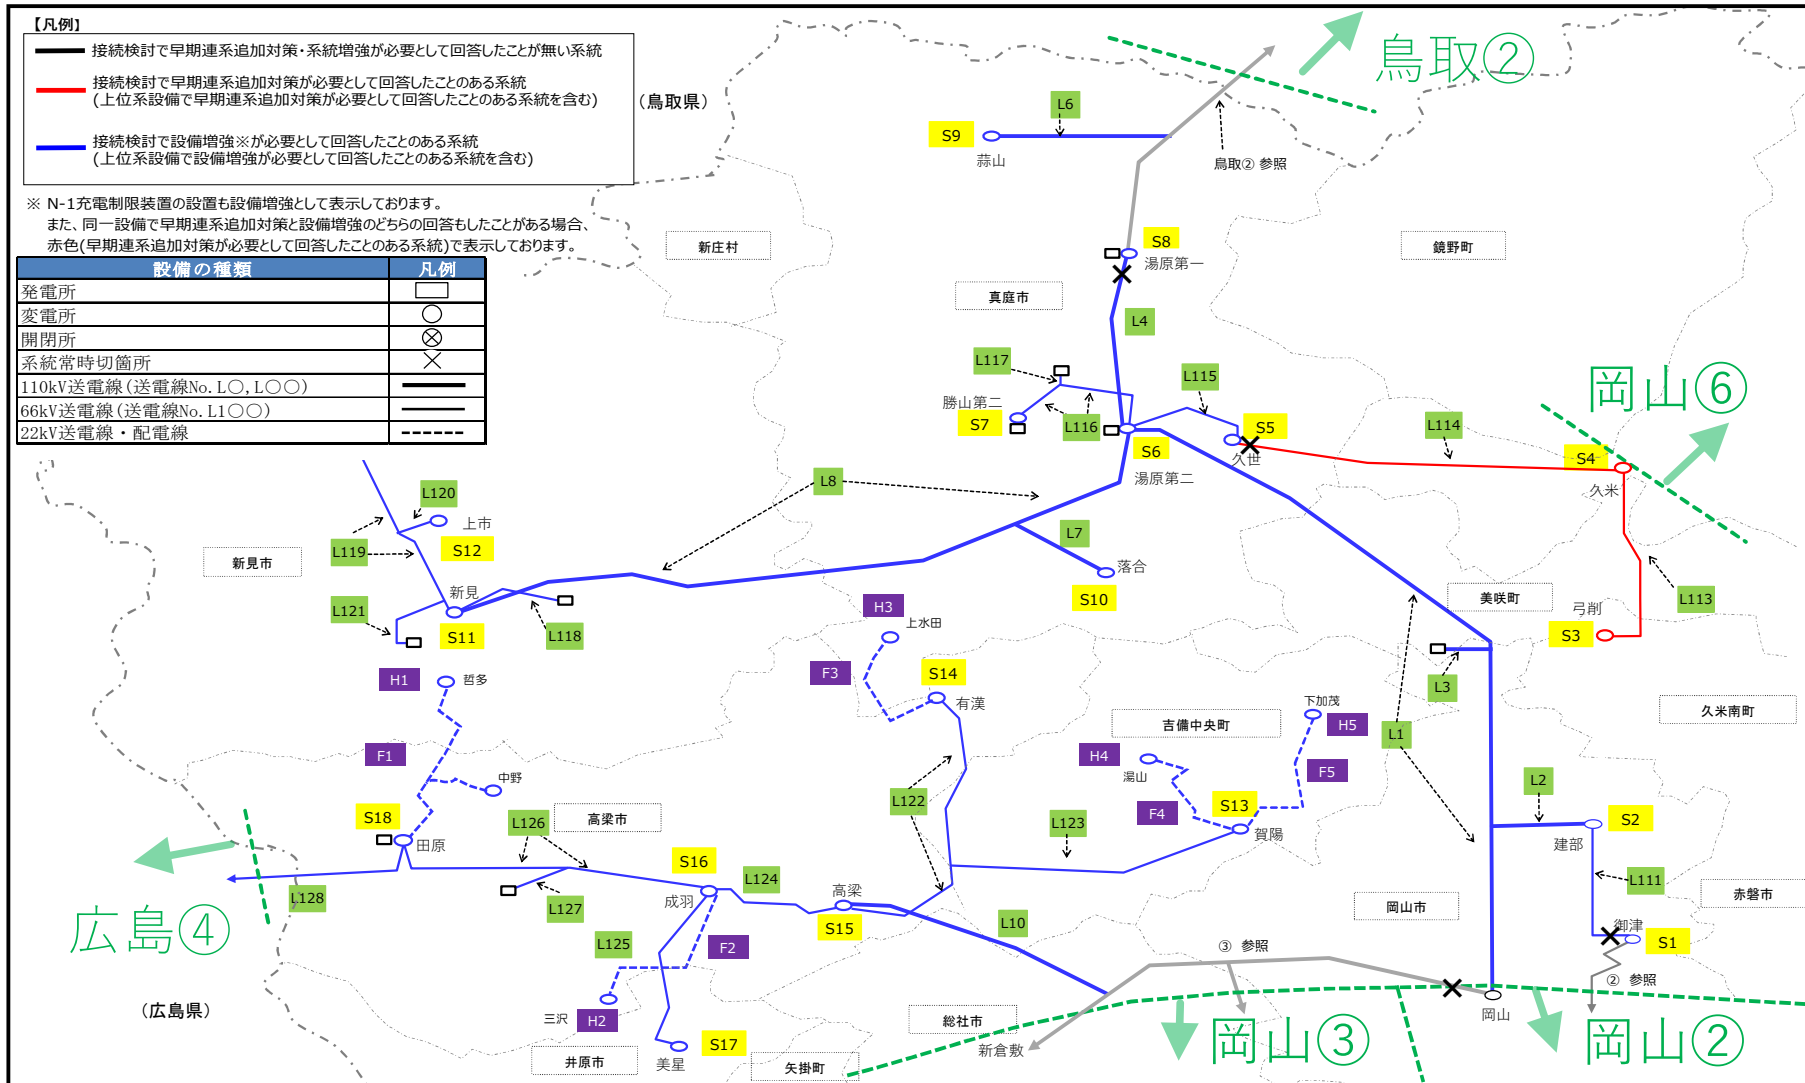 【凡例】
接続検討で早期連系追加対策・系統増強が必要として回答したことが無い系統
接続検討で早期連系追加対策が必要として回答したことのある系統
(上位系設備で早期連系追加対策が必要として回答したことのある系統を含む)
接続検討で設備増強※が必要として回答したことのある系統
(上位系設備で設備増強が必要として回答したことのある系統を含む)
※ N-1充電制限装置の設置も設備増強として表示しております。
また、同一設備で早期連系追加対策と設備増強のどちらの回答もしたことがある場合、
赤色(早期連系追加対策が必要として回答したことのある系統)で表示しております。
設備の種類 凡例
発電所
変電所
開閉所
系統常時切箇所
110kV送電線(送電線No.L○,L○○)
66kV送電線(送電線No.L1○○)
22kV送電線・配電線
(鳥取県)
鳥取②
L6
S9
蒜山
鳥取② 参照
新庄村
S8
湯原第一
鏡野町
真庭市
L4
L117
L115
勝山第二
S7
L116
S5
久世
S6
湯原第二
岡山⑥
L114
S4
久米
L8
L120
上市
S12
L119
新見市
L7
落合
S10
新見
L121
S11
L118
H3
上水田
美咲町
L113
弓削
S3
H1
哲多
F3
S14
有漢
L3
下加茂
H5
吉備中央町
久米南町
F1
中野
H4
湯山
F5
L1
L2
L122
S13
賀陽
F4
S18
田原
L126
高梁市
L123
S2
建部
S16
成羽
L124
高梁
S15
L111
赤磐市
L128
L127
広島④
L10
岡山市
御津
S1
L125
F2
③ 参照
② 参照
(広島県)
三沢
H2
総社市
岡山
新倉敷
岡山③
岡山②
井原市
美星
S17
矢掛町